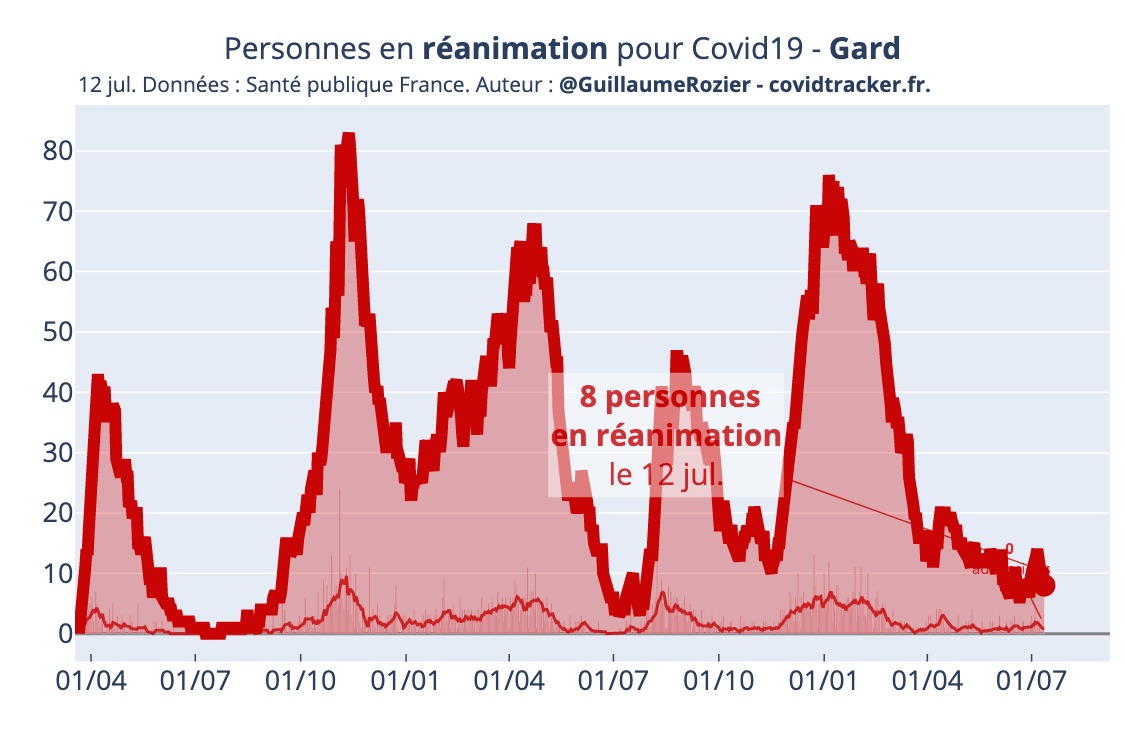 Personnes en réanimation pour Covid19 - Gard
12 jul. Données : Santé publique France. Auteur : @GuillaumeRozier - covidtracker.fr.
80
70
60
50
40
30
20
10
0
8 personnes
en réanimation
le 12 jul.
0
01/04 01/07 01/10 01/01 01/04 01/07 01/10 01/01 01/04 01/07